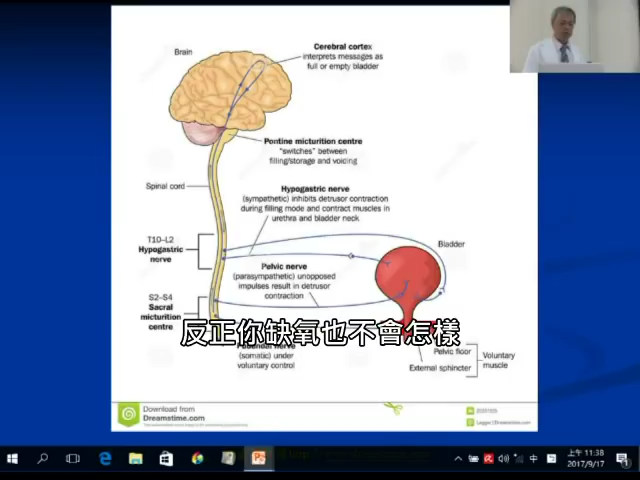 Cerebral cortex
interprets messages as
full or empty bladder
Brain
Pontine micturition centre
"switches" between
filling/storage and voiding
Spinal cord
Hypogastric nerve
(sympathetic) inhibits detrusor contraction
during filling mode and contract muscles in
urethra and bladder neck
T10–L2
Hypogastric
nerve
Bladder
Pelvic nerve
(parasympathetic) unopposed
impulses result in detrusor
contraction
S2–S4
Sacral
micturition
centre
反正你缺氧也不會怎樣
(somatic) under
voluntary control
Pelvic floor
External sphincter
Voluntary
muscle
Download from
Dreamstime.com
上午 11:38
2017/9/17
中